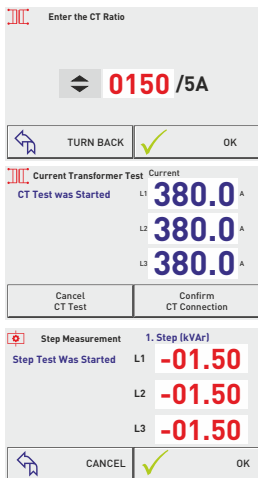 Enter the CT Ratio
0150 /5A
TURN BACK
OK
Current Transformer Test
Current
CT Test was Started
L1 380.0 A
L2 380.0 A
L3 380.0 A
Cancel
CT Test
Confirm
CT Connection
Step Measurement
1. Step (kVAr)
Step Test Was Started
L1 -01.50
L2 -01.50
L3 -01.50
CANCEL
OK